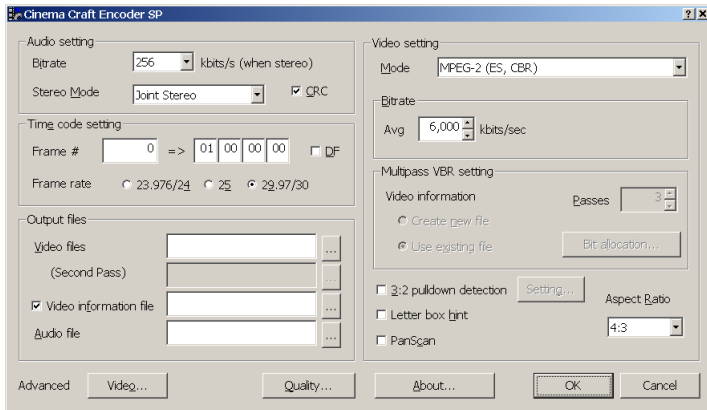 Cinema Craft Encoder SP
Audio setting
Bitrate 256 kbits/s (when stereo)
Stereo Mode Joint Stereo CRC
Time code setting
Frame # 0 => 01 00 00 00 DF
Frame rate 23.976/24 25 29.97/30
Output files
Video files ...
(Second Pass) ...
Video information file ...
Audio file ...
Video setting
Mode MPEG-2 (ES, CBR)
Bitrate
Avg 6,000 kbits/sec
Multipass VBR setting
Video information Passes 3
Create new file
Use existing file Bit allocation...
3:2 pulldown detection Setting...
Letter box hint
PanScan
Aspect Ratio
4:3
Advanced Video... Quality... About... OK Cancel